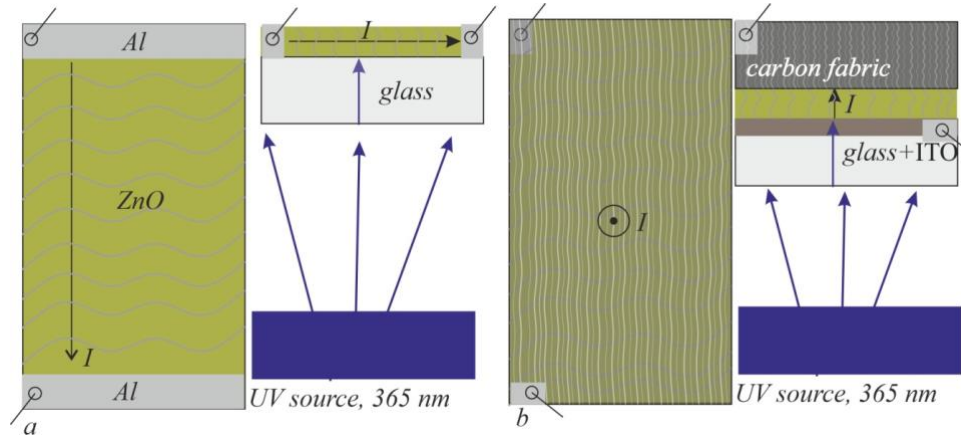 Al
ZnO
I
Al
a
I
glass
UV source, 365 nm
I
b
carbon fabric
I
glass+ITO
UV source, 365 nm